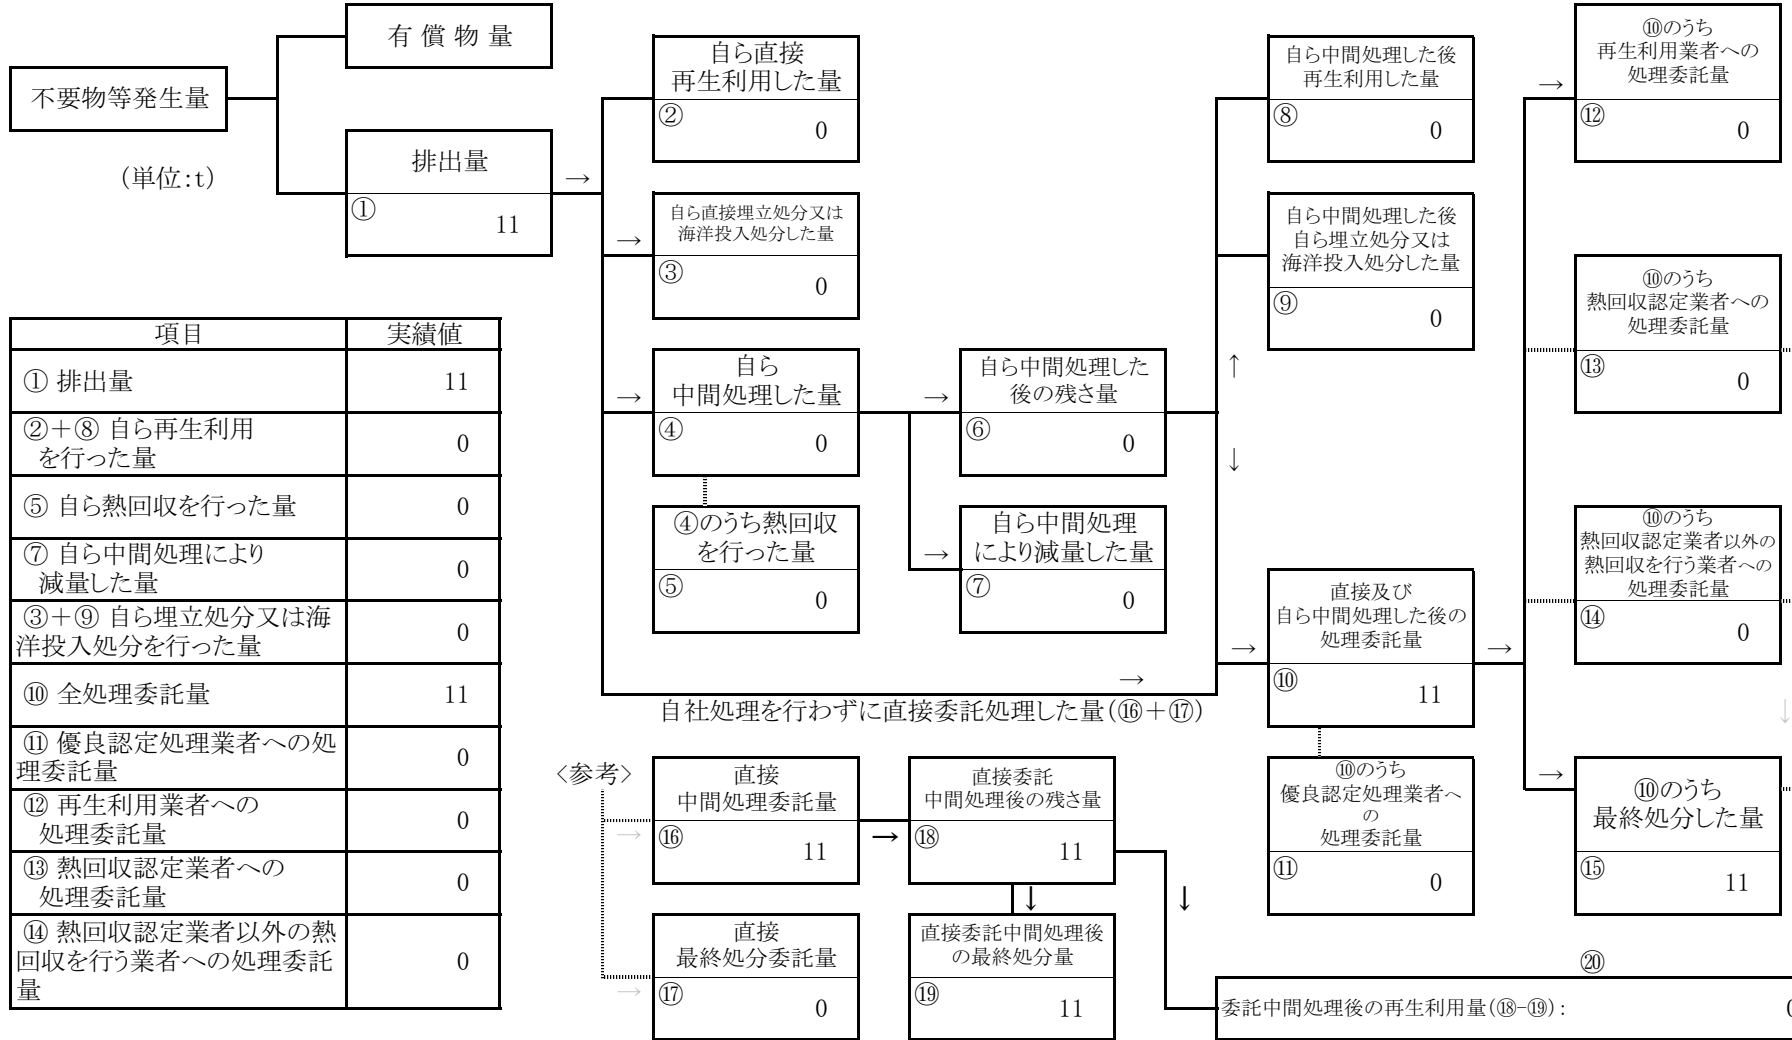 有 償 物 量
不要物等発生量
(単位:t)
排出量
①
11
→
自ら直接
再生利用した量
②
0
→
自ら直接埋立処分又は
海洋投入処分した量
③
0
→
自ら
中間処理した量
④
0
④のうち熱回収
を行った量
⑤
0
→
自ら中間処理した
後の残さ量
⑥
0
→
自ら中間処理
により減量した量
⑦
0
↑
↓
自ら中間処理した後
再生利用した量
⑧
0
自ら中間処理した後
自ら埋立処分又は
海洋投入処分した量
⑨
0
→
直接及び
自ら中間処理した後の
処理委託量
⑩
11
→
⑩のうち
優良認定処理業者へ
の
処理委託量
⑪
0
→
⑩のうち
再生利用業者への
処理委託量
⑫
0
⑩のうち
熱回収認定業者への
処理委託量
⑬
0
⑩のうち
熱回収認定業者以外の
熱回収を行う業者への
処理委託量
⑭
0
↓
→
⑩のうち
最終処分した量
⑮
11
→
自社処理を行わずに直接委託処理した量(⑯+⑰)
<参考>
→
直接
中間処理委託量
⑯
11
→
直接委託
中間処理後の残さ量
⑱
11
↓
↓
→
直接
最終処分委託量
⑰
0
直接委託中間処理後
の最終処分量
⑲
11
⑳
委託中間処理後の再生利用量(⑱-⑲): 0
項目 実績値
① 排出量 11
②+⑧ 自ら再生利用
を行った量 0
⑤ 自ら熱回収を行った量 0
⑦ 自ら中間処理により
減量した量 0
③+⑨ 自ら埋立処分又は海
洋投入処分を行った量 0
⑩ 全処理委託量 11
⑪ 優良認定処理業者への処
理委託量 0
⑫ 再生利用業者への
処理委託量 0
⑬ 熱回収認定業者への
処理委託量 0
⑭ 熱回収認定業者以外の熱
回収を行う業者への処理委託
量 0